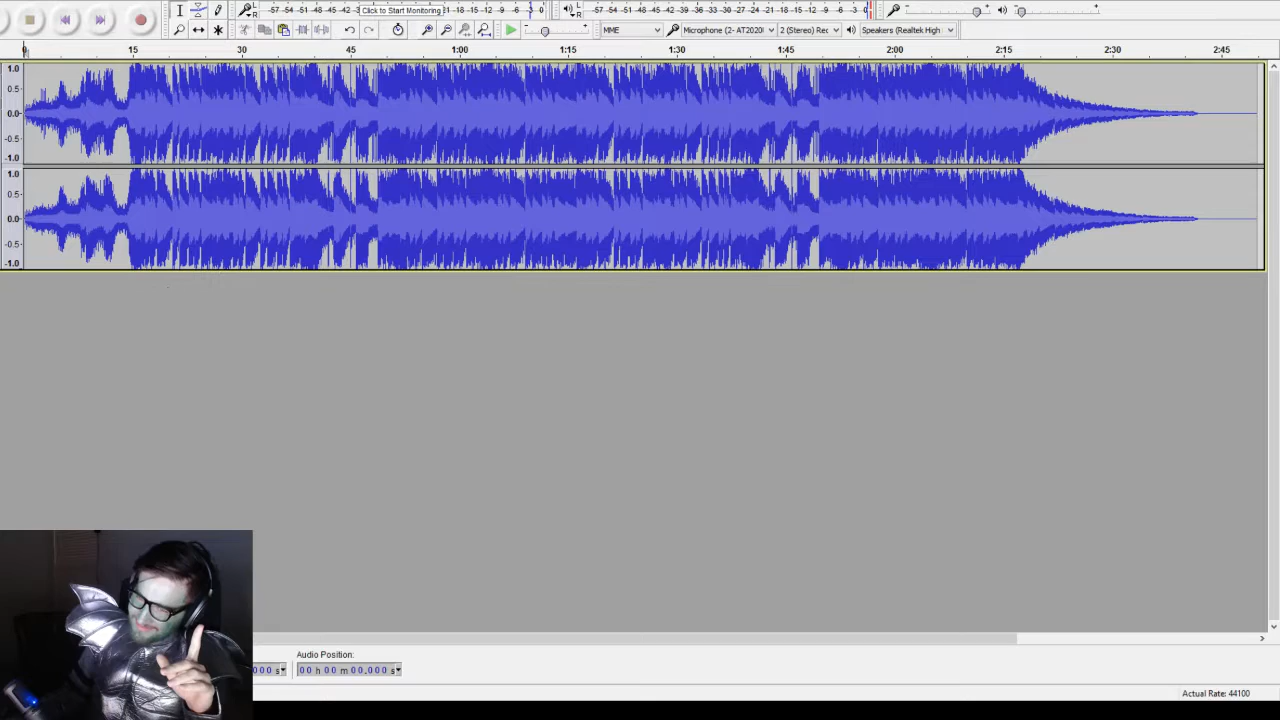 -57 -54 -51 -48 -45 -42 -3 Click to Start Monitoring 21 -18 -15 -12 -9 -6 -3 0
-57 -54 -51 -48 -45 -42 -39 -36 -33 -30 -27 -24 -21 -18 -15 -12 -9 -6 -3 0
L
R
L
R
MME
Microphone (2- AT2020I
2 (Stereo) Rec
Speakers (Realtek High
0 15 30 45 1:00 1:15 1:30 1:45 2:00 2:15 2:30 2:45
1.0
0.5
0.0
-0.5
-1.0
1.0
0.5
0.0
-0.5
-1.0
Audio Position:
000 s
00 h 00 m 00.000 s
Actual Rate: 44100